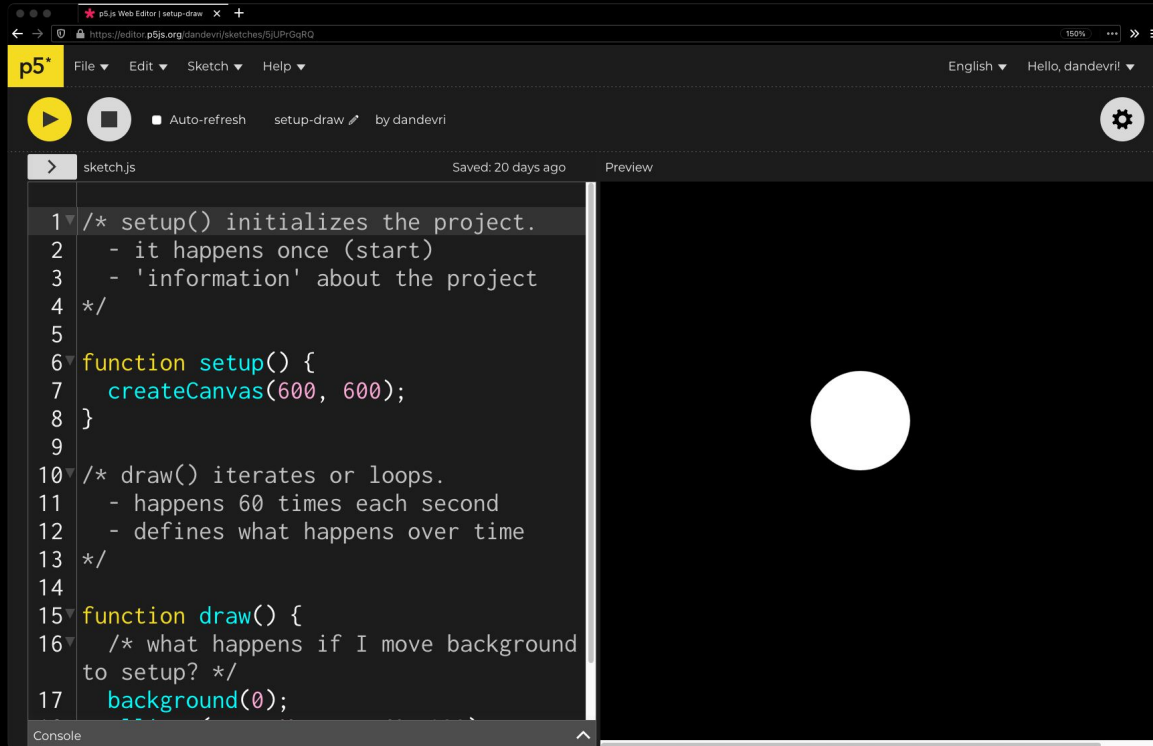 p5.js Web Editor | setup-draw
https://editor.p5js.org/dandevri/sketches/5jUPrGqRQ
150%
p5* File Edit Sketch Help English Hello, dandevri!
Auto-refresh setup-draw by dandevri
sketch.js Saved: 20 days ago Preview
1 /* setup() initializes the project.
2 - it happens once (start)
3 - 'information' about the project
4 */
5
6 function setup() {
7 createCanvas(600, 600);
8 }
9
10 /* draw() iterates or loops.
11 - happens 60 times each second
12 - defines what happens over time
13 */
14
15 function draw() {
16 /* what happens if I move background
to setup? */
17 background(0);
Console